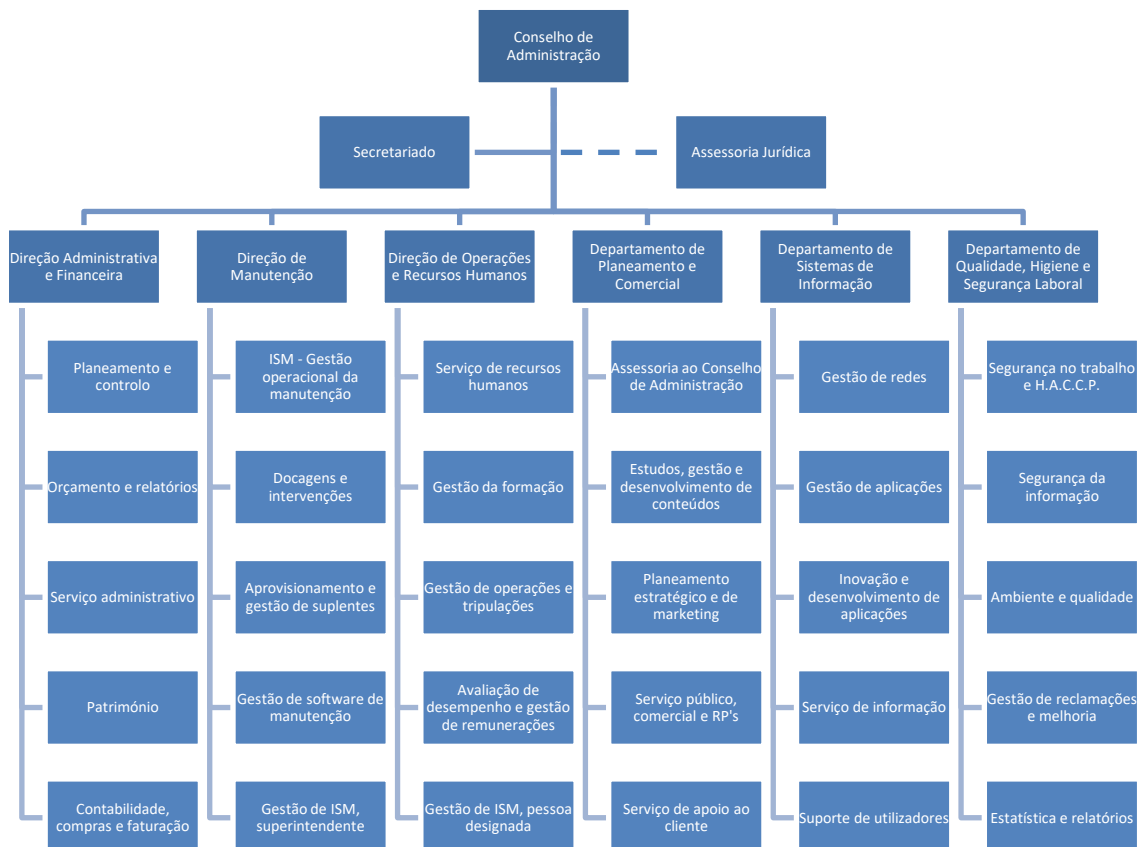 Conselho de
Administração
Secretariado
Assessoria Jurídica
Direção Administrativa
e Financeira
Direção de
Manutenção
Direção de Operações
e Recursos Humanos
Departamento de
Planeamento e
Comercial
Departamento de
Sistemas de
Informação
Departamento de
Qualidade, Higiene e
Segurança Laboral
Planeamento e
controlo
ISM - Gestão
operacional da
manutenção
Serviço de recursos
humanos
Assessoria ao Conselho
de Administração
Gestão de redes
Segurança no trabalho
e H.A.C.C.P.
Orçamento e relatórios
Docagens e
intervenções
Gestão da formação
Estudos, gestão e
desenvolvimento de
conteúdos
Gestão de aplicações
Segurança da
informação
Serviço administrativo
Aprovisionamento e
gestão de suplentes
Gestão de operações e
tripulações
Planeamento
estratégico e de
marketing
Inovação e
desenvolvimento de
aplicações
Ambiente e qualidade
Património
Gestão de software de
manutenção
Avaliação de
desempenho e gestão
de remunerações
Serviço público,
comercial e RP's
Serviço de informação
Gestão de reclamações
e melhoria
Contabilidade,
compras e faturação
Gestão de ISM,
superintendente
Gestão de ISM, pessoa
designada
Serviço de apoio ao
cliente
Suporte de utilizadores
Estatística e relatórios